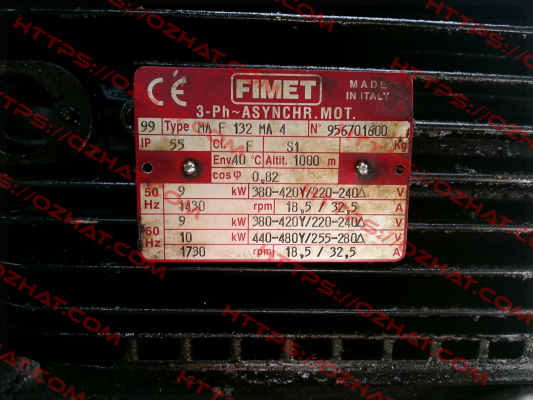 CE FIMET MADE IN ITALY
3-Ph~ASYNCHR.MOT.
99 Type MA F 132 MA 4 N° 956701600
IP 55 Cl. F S1 Kg
Env. 40 °C Altit. 1000 m
cosφ 0,82
50 Hz 9 kW 380-420Y/220-240Δ V
1430 rpm 18,5 / 32,5 A
60 Hz 9 kW 380-420Y/220-240Δ V
10 kW 440-480Y/255-280Δ
1730 rpm 18,5 / 32,5 A
HTTPS://OZHAT.COM